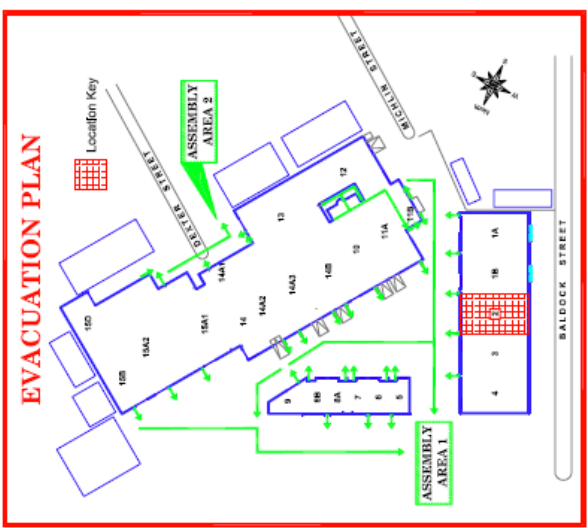 EVACUATION PLAN
Location Key
ASSEMBLY
AREA 2
DEXTER STREET
MICHLIN STREET
BALDOCK STREET
ASSEMBLY
AREA 1
15D
15B
15A2
15A1
14
14A1
14A2
14A3
14B
13
12
10
11A
11B
9
8B
8A
7
6
5
1A
1B
2
3
4
North
E
S
W